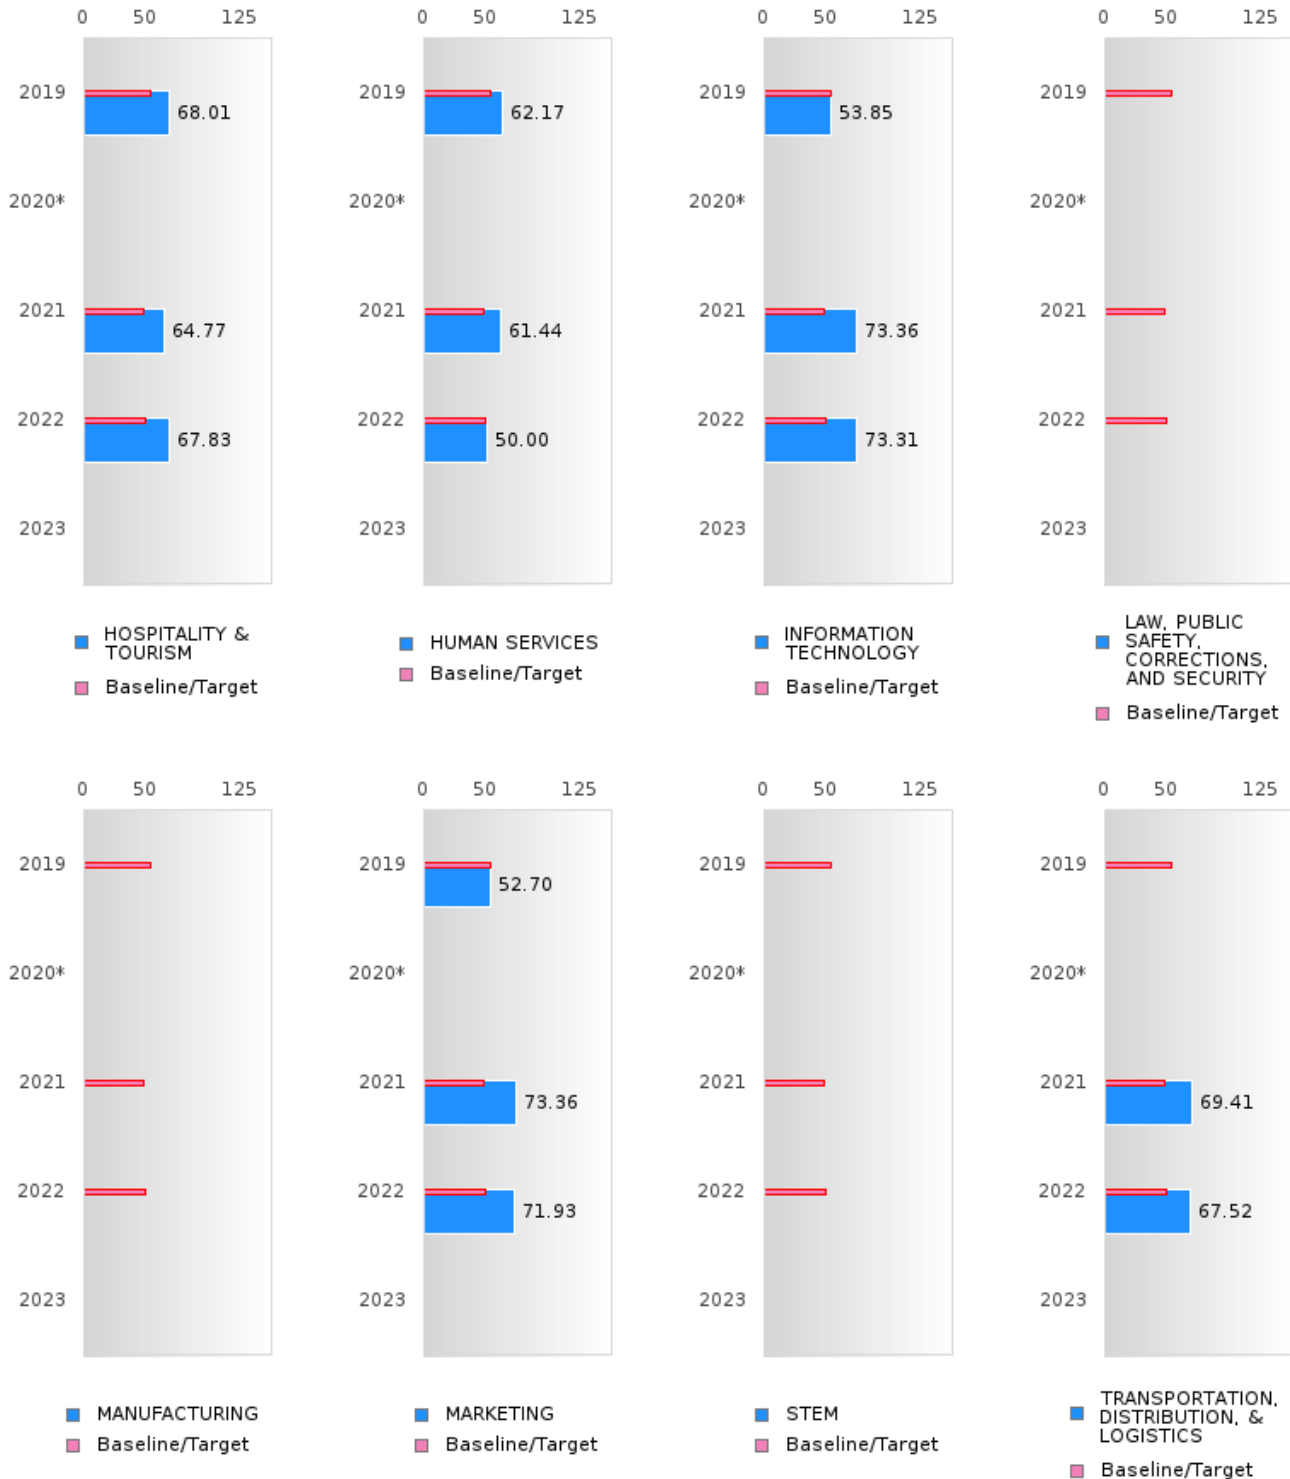 0 50 125
2019
68.01
2020*
2021
64.77
2022
67.83
2023
HOSPITALITY &
TOURISM
Baseline/Target
0 50 125
2019
62.17
2020*
2021
61.44
2022
50.00
2023
HUMAN SERVICES
Baseline/Target
0 50 125
2019
53.85
2020*
2021
73.36
2022
73.31
2023
INFORMATION
TECHNOLOGY
Baseline/Target
0 50 125
2019
2020*
2021
2022
2023
LAW, PUBLIC
SAFETY,
CORRECTIONS,
AND SECURITY
Baseline/Target
0 50 125
2019
2020*
2021
2022
2023
MANUFACTURING
Baseline/Target
0 50 125
2019
52.70
2020*
2021
73.36
2022
71.93
2023
MARKETING
Baseline/Target
0 50 125
2019
2020*
2021
2022
2023
STEM
Baseline/Target
0 50 125
2019
2020*
2021
69.41
2022
67.52
2023
TRANSPORTATION,
DISTRIBUTION, &
LOGISTICS
Baseline/Target